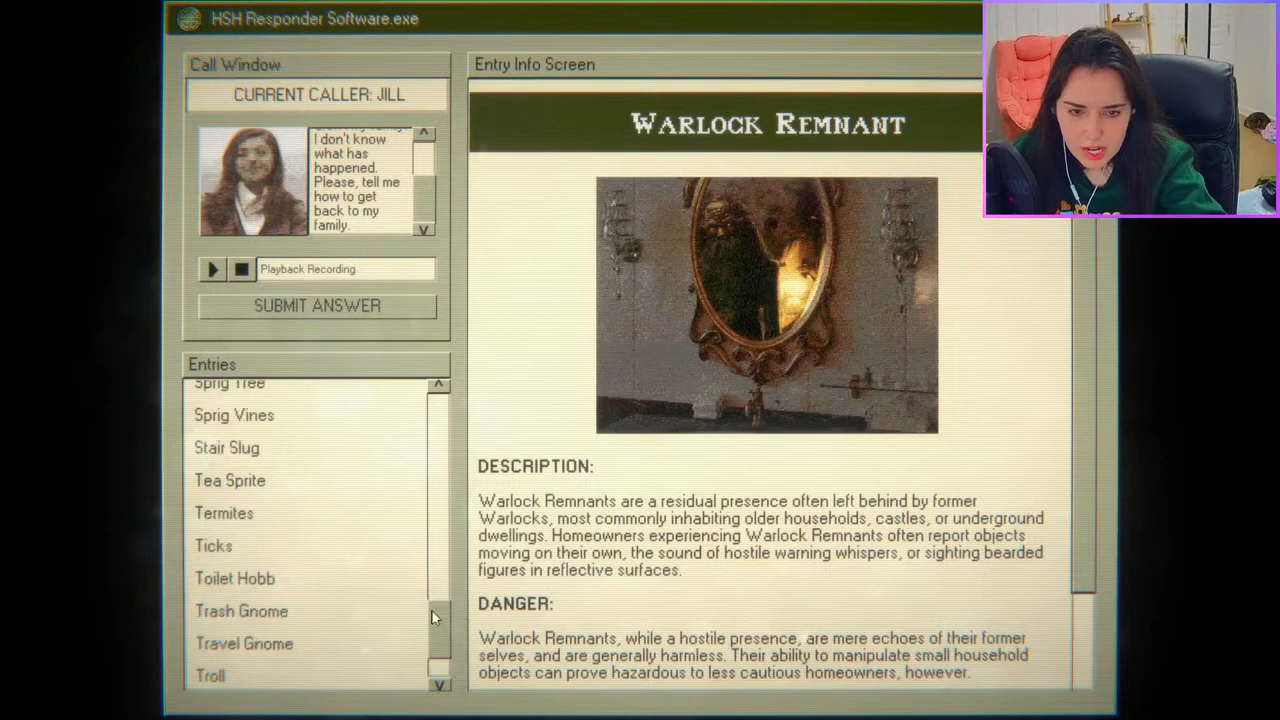 HSH Responder Software.exe
Call Window
CURRENT CALLER: JILL
I don't know
what has
happened.
Please, tell me
how to get
back to my
family.
Playback Recording
SUBMIT ANSWER
Entries
Sprig Tree
Sprig Vines
Stair Slug
Tea Sprite
Termites
Ticks
Toilet Hobb
Trash Gnome
Travel Gnome
Troll
Entry Info Screen
WARLOCK REMNANT
DESCRIPTION:
Warlock Remnants are a residual presence often left behind by former
Warlocks, most commonly inhabiting older households, castles, or underground
dwellings. Homeowners experiencing Warlock Remnants often report objects
moving on their own, the sound of hostile warning whispers, or sighting bearded
figures in reflective surfaces.
DANGER:
Warlock Remnants, while a hostile presence, are mere echoes of their former
selves, and are generally harmless. Their ability to manipulate small household
objects can prove hazardous to less cautious homeowners, however.